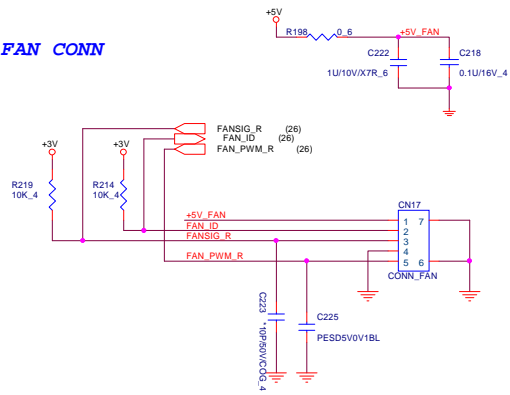 FAN CONN
+5V
R198 0_6 +5V_FAN
C222 C218
1U/10V/X7R_6 0.1U/16V_4
FANSIG_R (26)
FAN_ID (26)
FAN_PWM_R (26)
+3V +3V
R219 R214
10K_4 10K_4
CN17
+5V_FAN 1 7
FAN_ID 2
FANSIG_R 3
4
FAN_PWM_R 5 6
CONN_FAN
C223
*10P/50V/COG_4
C225
PESD5V0V1BL